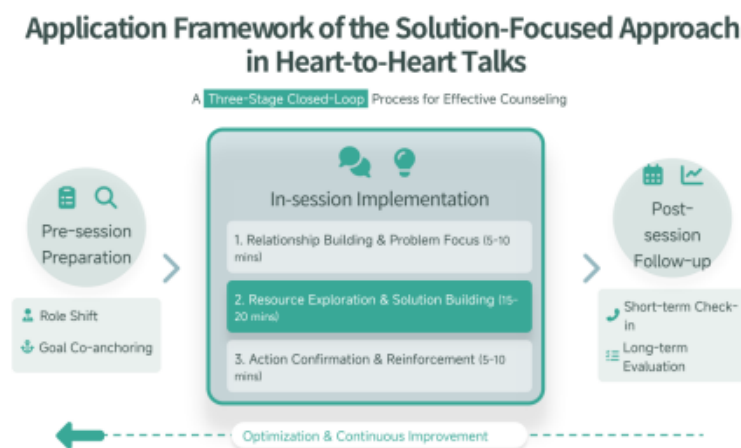 Application Framework of the Solution-Focused Approach
in Heart-to-Heart Talks
A Three-Stage Closed-Loop Process for Effective Counseling
Pre-session
Preparation
Role Shift
Goal Co-anchoring
In-session Implementation
1. Relationship Building & Problem Focus (5-10
mins)
2. Resource Exploration & Solution Building (15-
20 mins)
3. Action Confirmation & Reinforcement (5-10
mins)
Post-
session
Follow-up
Short-term Check-
in
Long-term
Evaluation
Optimization & Continuous Improvement